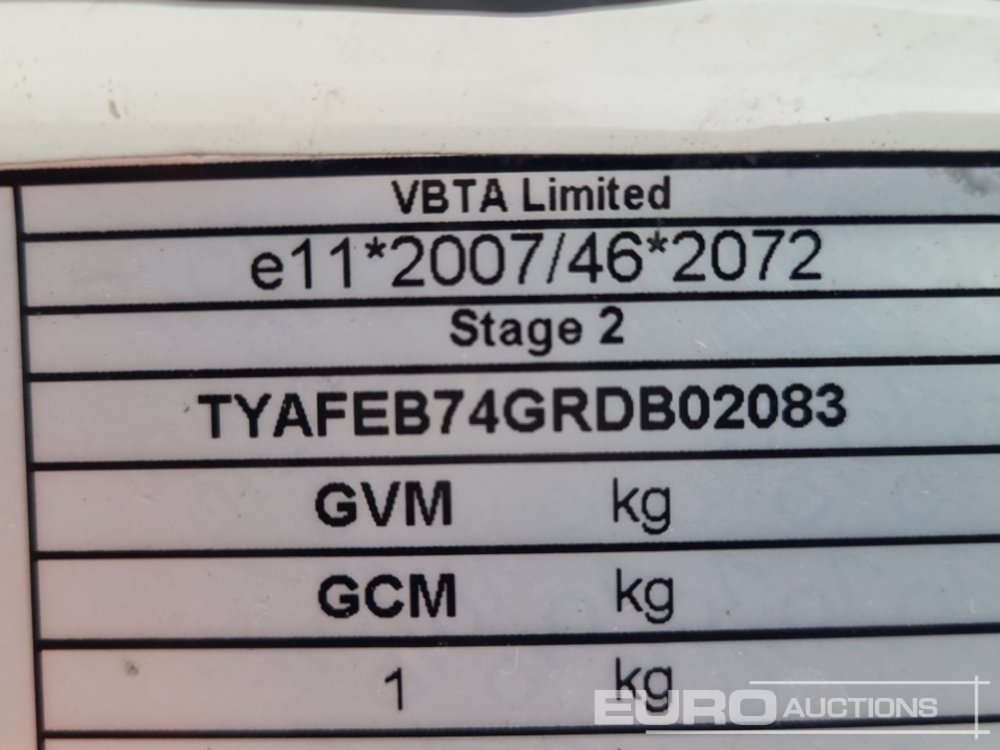 VBTA Limited
e11*2007/46*2072
Stage 2
TYAFEB74GRDB02083
GVM kg
GCM kg
1 kg
EURO AUCTIONS